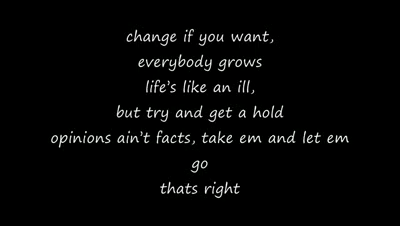 change if you want,
everybody grows
life's like an ill,
but try and get a hold
opinions ain't facts, take em and let em
go
thats right